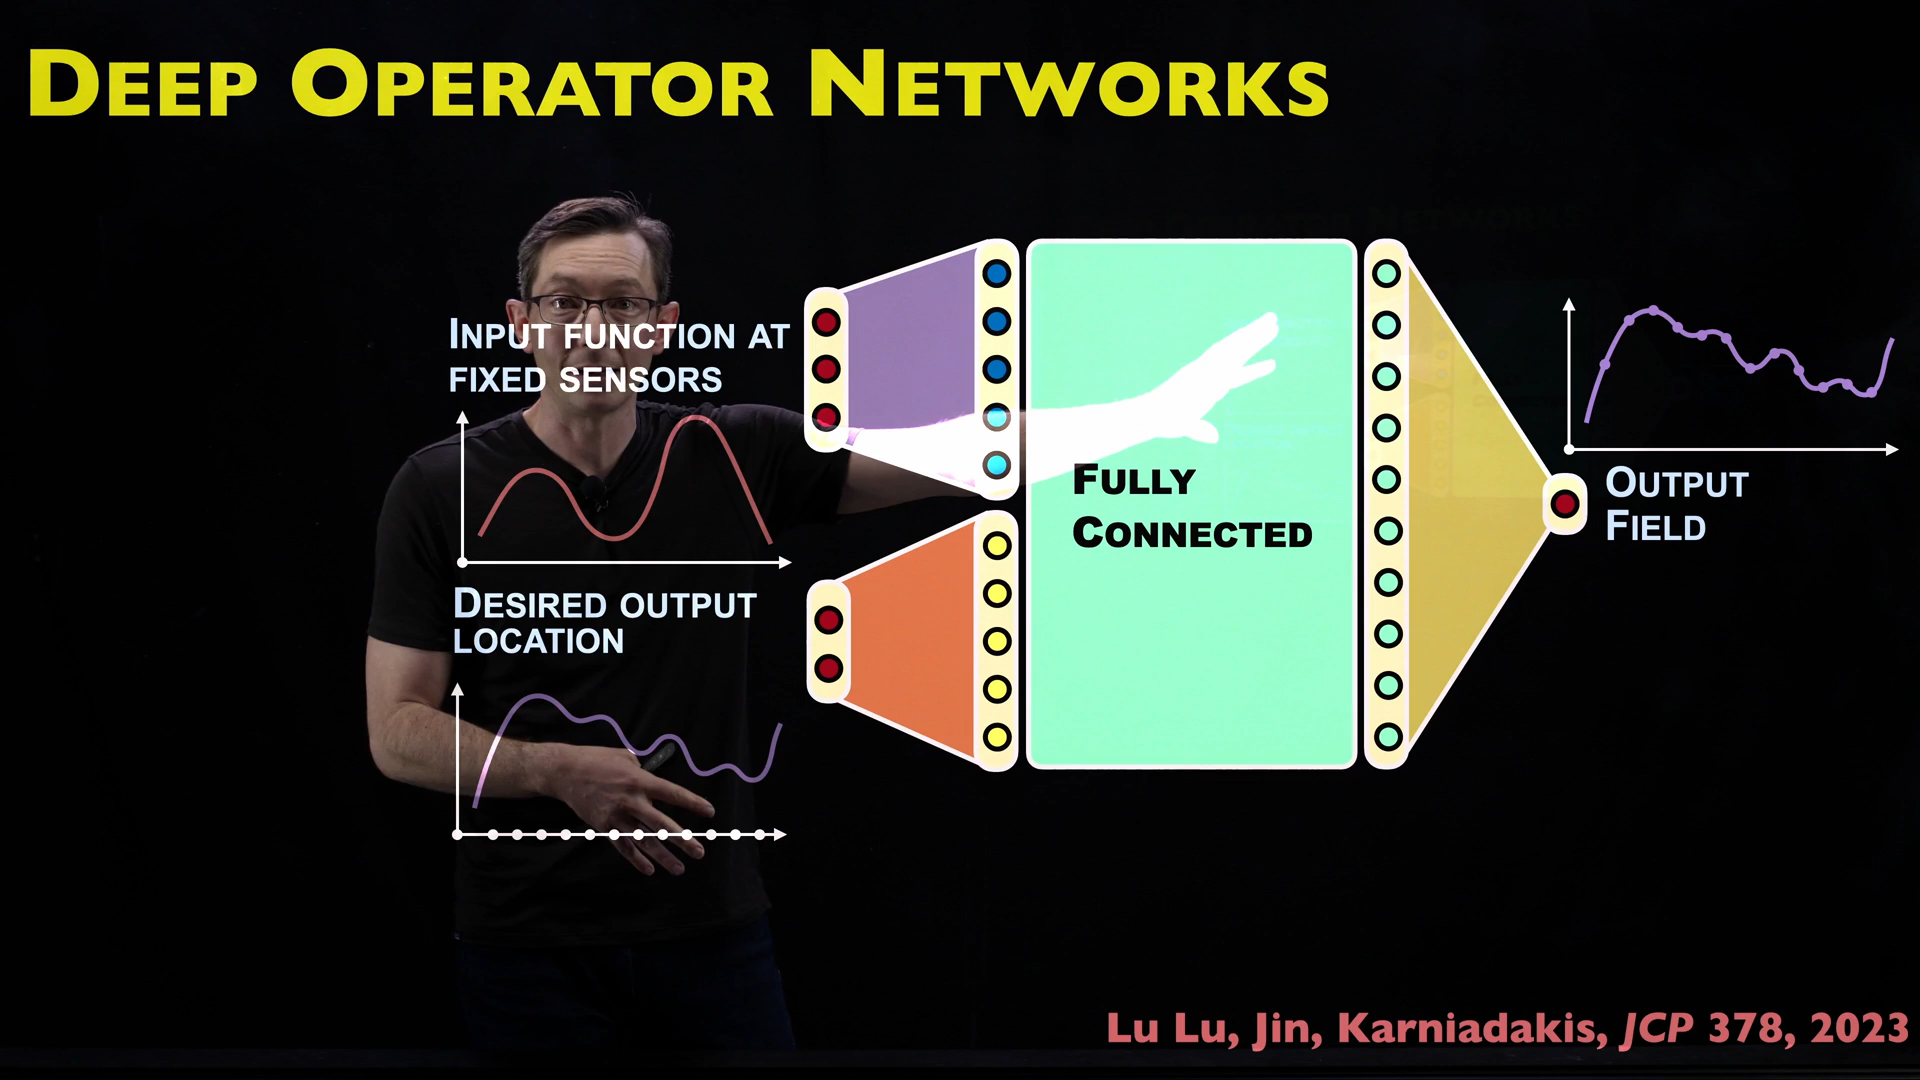 DEEP OPERATOR NETWORKS
INPUT FUNCTION AT
FIXED SENSORS
DESIRED OUTPUT
LOCATION
FULLY
CONNECTED
OUTPUT
FIELD
Lu Lu, Jin, Karniadakis, JCP 378, 2023